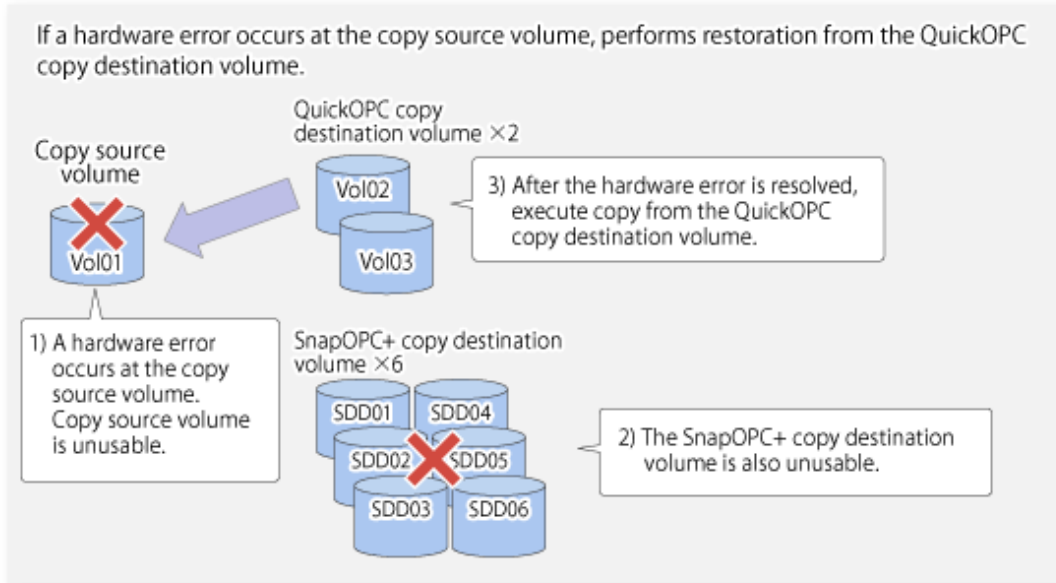 If a hardware error occurs at the copy source volume, performs restoration from the QuickOPC
copy destination volume.
QuickOPC copy
destination volume ×2
Copy source
volume
Vol02
Vol03
Vol01
3) After the hardware error is resolved,
execute copy from the QuickOPC
copy destination volume.
1) A hardware error
occurs at the copy
source volume.
Copy source volume
is unusable.
SnapOPC+ copy destination
volume ×6
SDD01
SDD04
SDD02
SDD05
SDD03
SDD06
2) The SnapOPC+ copy destination
volume is also unusable.